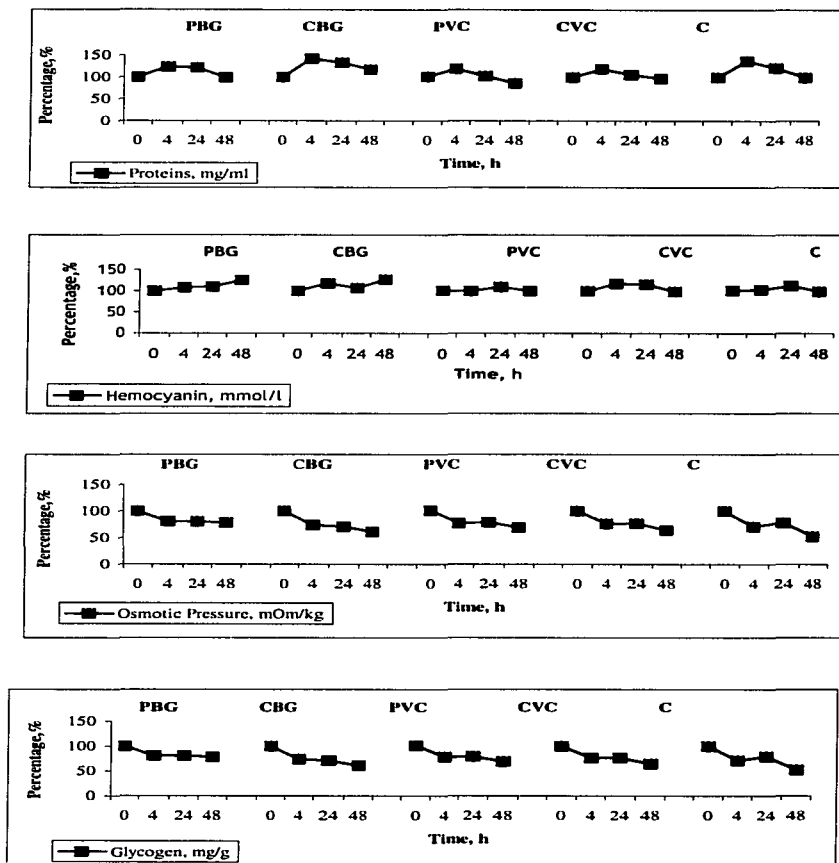 PBG CBG PVC CVC C
Percentage,%
150
100
50
0
0 4 24 48 0 4 24 48 0 4 24 48 0 4 24 48 0 4 24 48
Time, h
Proteins, mg/ml
PBG CBG PVC CVC C
Percentage,%
150
100
50
0
0 4 24 48 0 4 24 48 0 4 24 48 0 4 24 48 0 4 24 48
Time, h
Hemocyanin, mmol/l
PBG CBG PVC CVC C
Percentage,%
150
100
50
0
0 4 24 48 0 4 24 48 0 4 24 48 0 4 24 48 0 4 24 48
Time, h
Osmotic Pressure, mOm/kg
PBG CBG PVC CVC C
Percentage,%
150
100
50
0
0 4 24 48 0 4 24 48 0 4 24 48 0 4 24 48 0 4 24 48
Time, h
Glycogen, mg/g